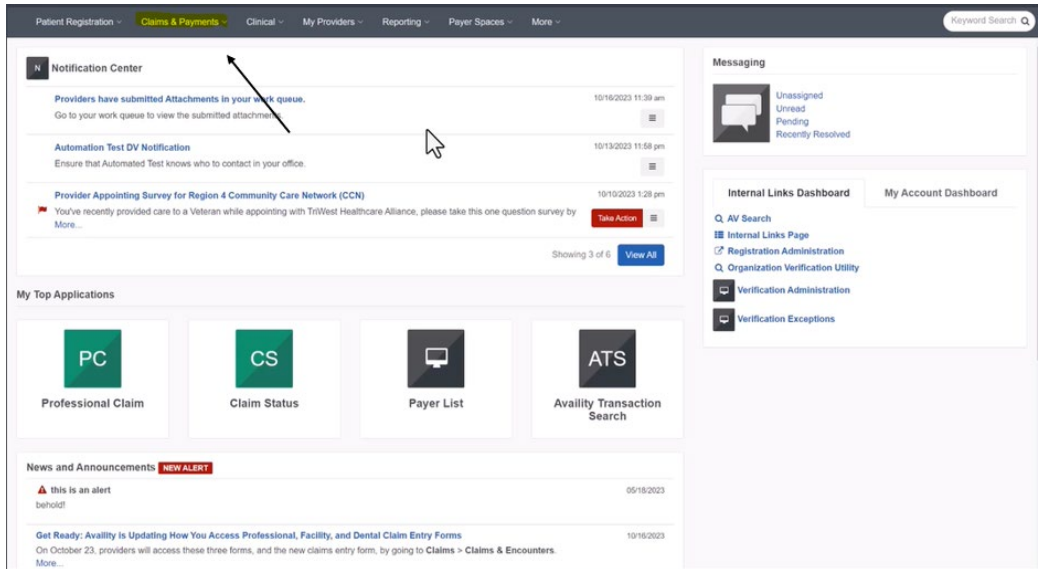 Patient Registration Claims & Payments Clinical My Providers Reporting Payer Spaces More Keyword Search
N Notification Center
Providers have submitted Attachments in your work queue. 10/16/2023 11:39 am
Go to your work queue to view the submitted attachments.
Automation Test DV Notification 10/13/2023 11:58 pm
Ensure that Automated Test knows who to contact in your office.
Provider Appointing Survey for Region 4 Community Care Network (CCN) 10/10/2023 1:28 pm
You've recently provided care to a Veteran while appointing with TriWest Healthcare Alliance, please take this one question survey by Take Action
More...
Showing 3 of 6 View All
Messaging
Unassigned
Unread
Pending
Recently Resolved
Internal Links Dashboard My Account Dashboard
AV Search
Internal Links Page
Registration Administration
Organization Verification Utility
Verification Administration
Verification Exceptions
My Top Applications
PC CS ATS
Professional Claim Claim Status Payer List Availity Transaction
Search
News and Announcements NEW ALERT
this is an alert 05/18/2023
behold!
Get Ready: Availity is Updating How You Access Professional, Facility, and Dental Claim Entry Forms 10/16/2023
On October 23, providers will access these three forms, and the new claims entry form, by going to Claims > Claims & Encounters.
More...